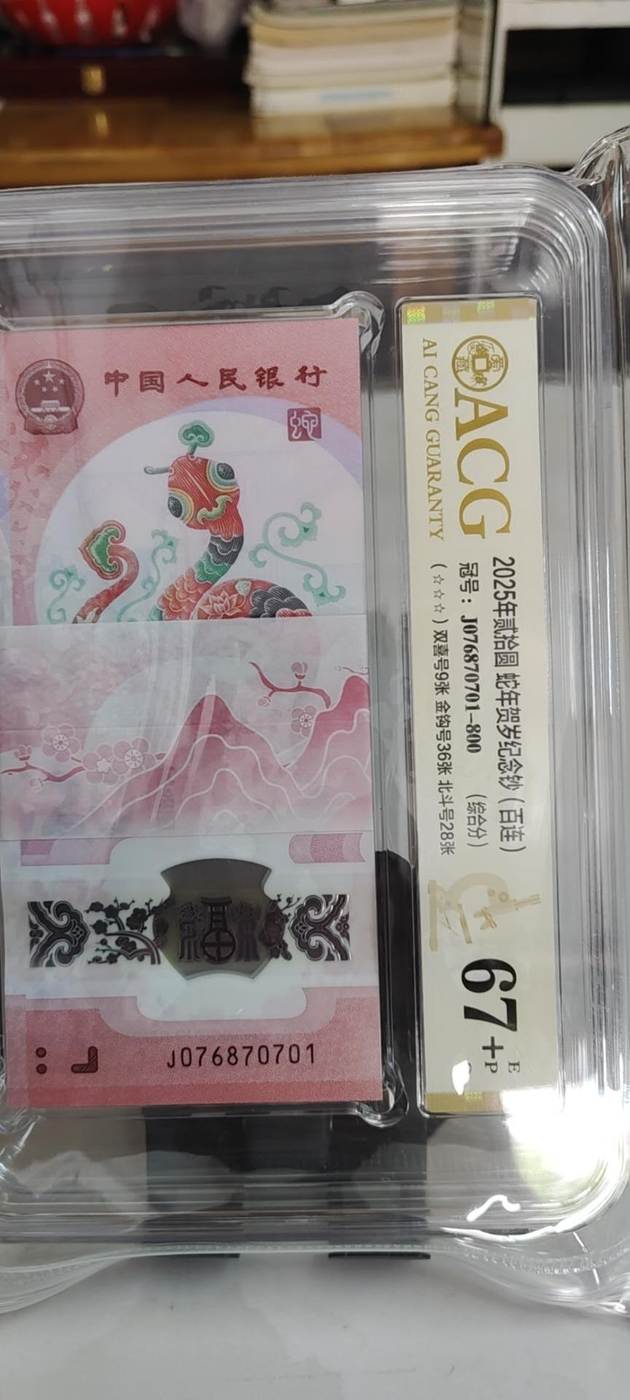 中国人民银行
蛇
J076870701
ACG
AI CANG GUARANTY
2025年贰拾圆 蛇年贺岁纪念钞（百连）
冠号：J076870701-800 （综合分）
（☆☆☆）双喜号9张 金钩号36张 北斗号28张
67+
E
P